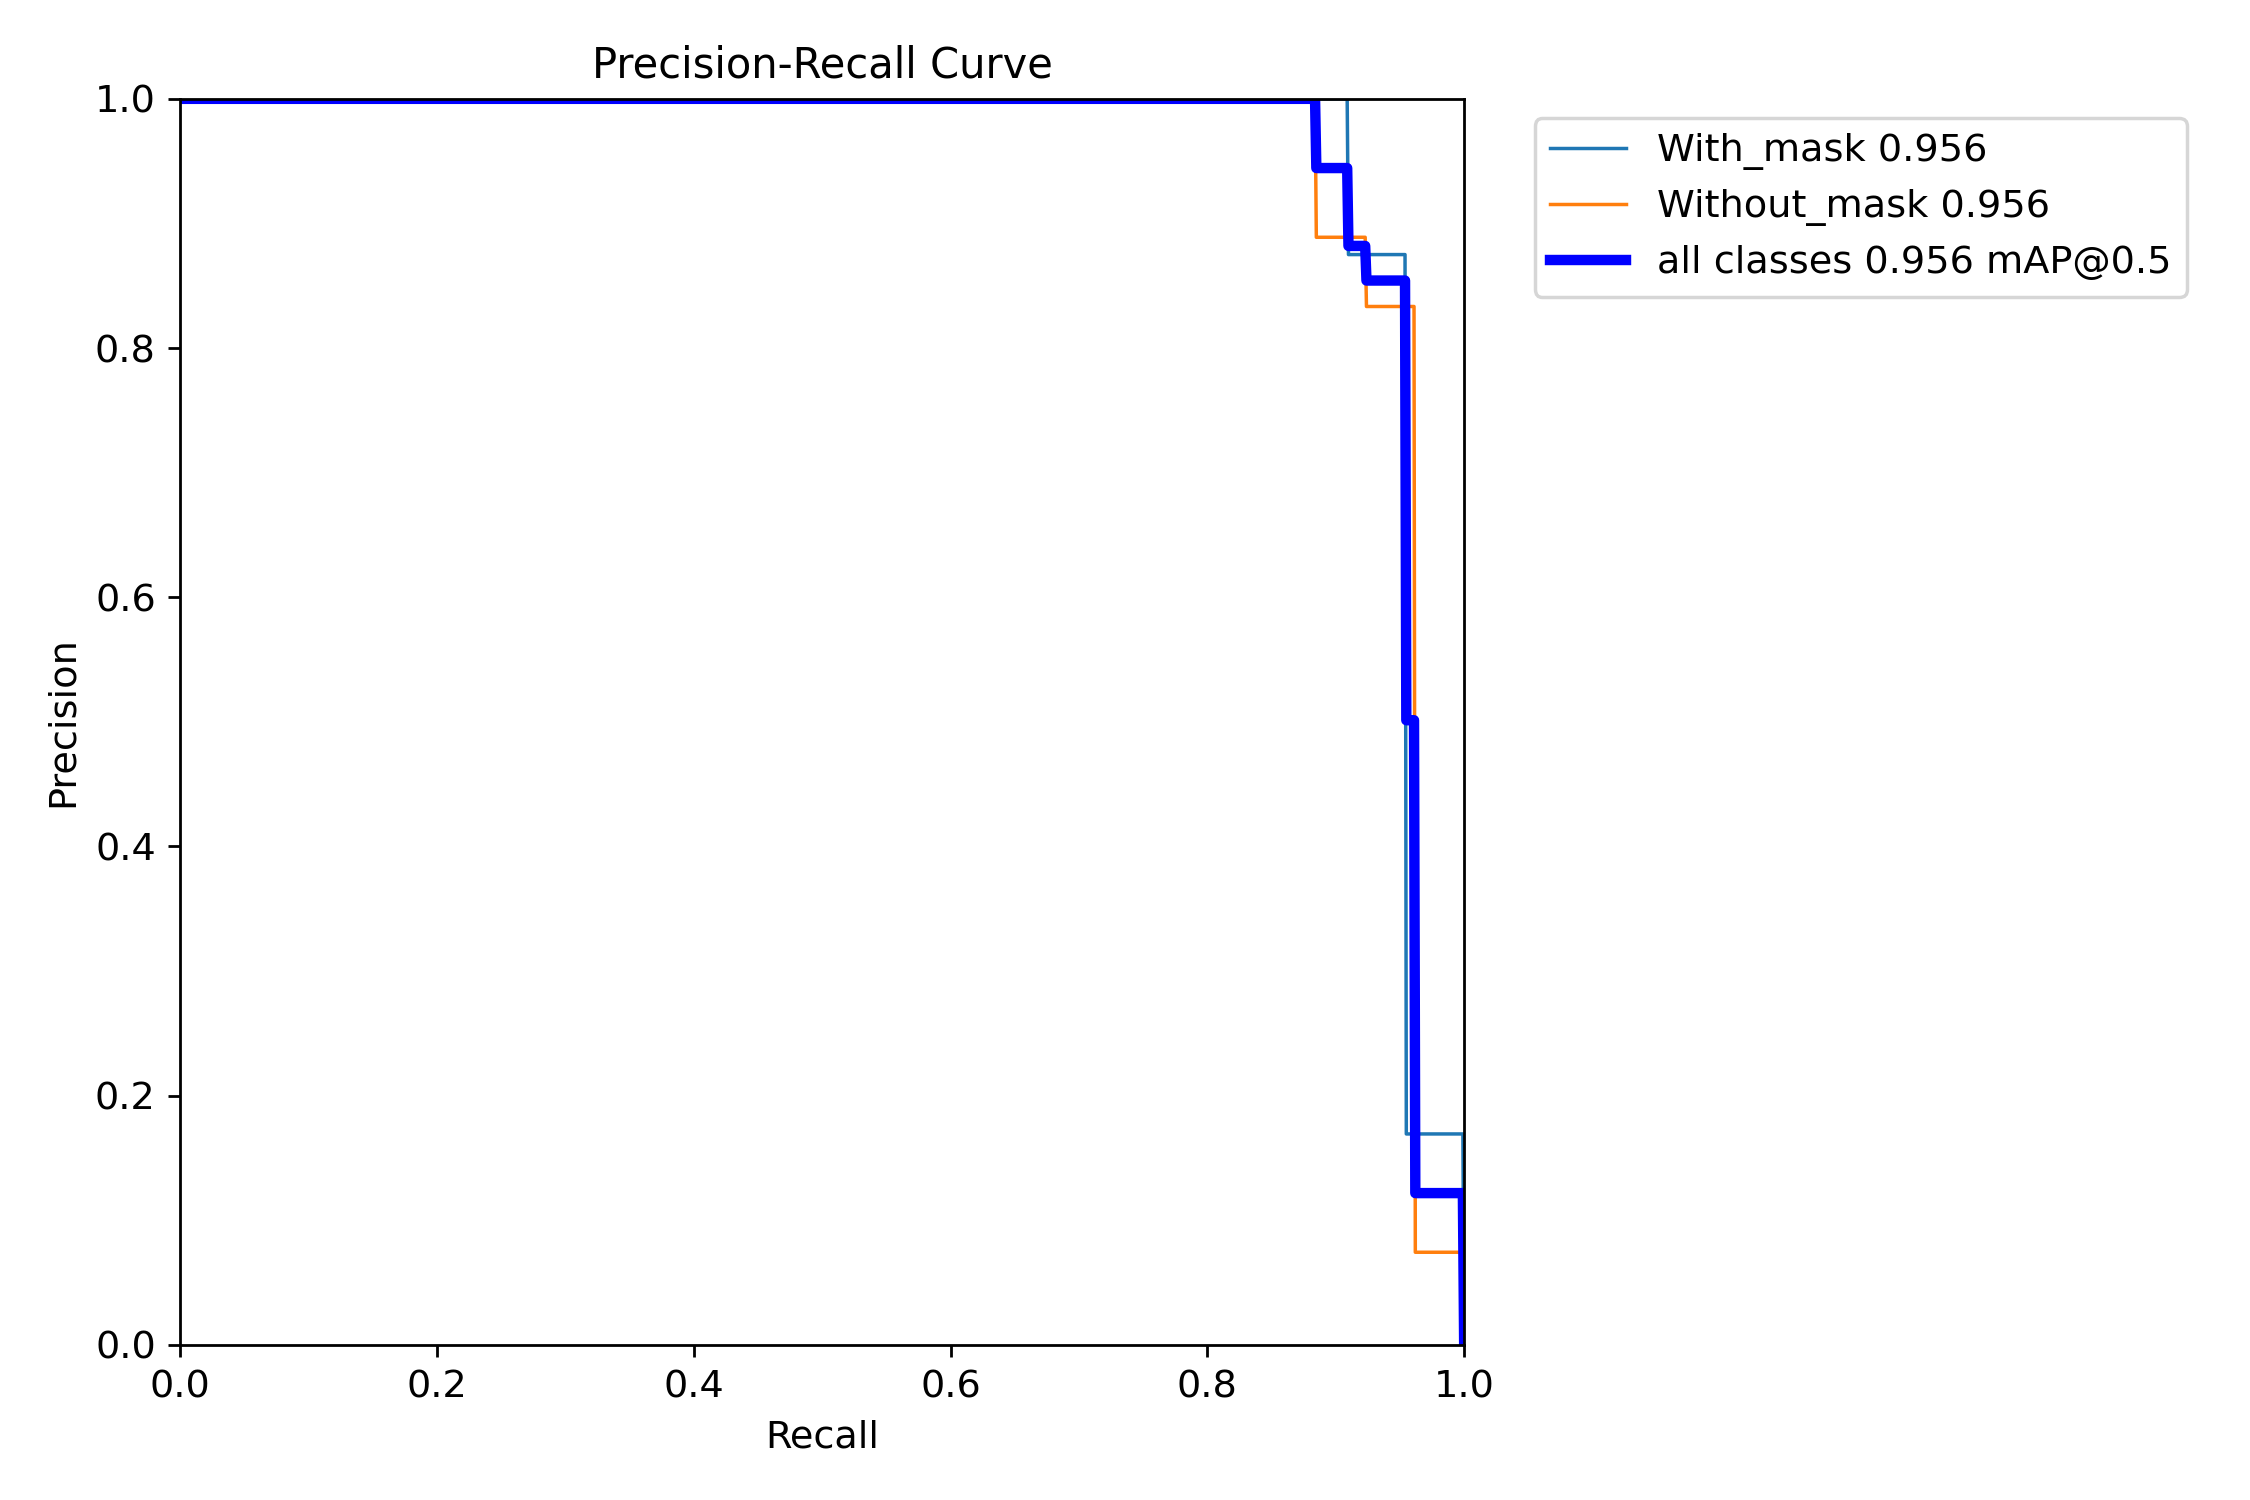 Precision-Recall Curve
With_mask 0.956
Without_mask 0.956
all classes 0.956 mAP@0.5
Precision
1.0
0.8
0.6
0.4
0.2
0.0
0.0 0.2 0.4 0.6 0.8 1.0
Recall